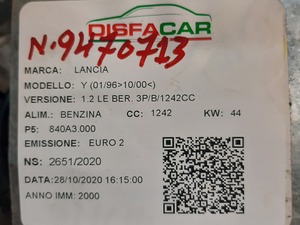 DISFACAR
N. 9470713
MARCA: LANCIA
MODELLO: Y (01/96>10/00<)
VERSIONE: 1.2 LE BER. 3P/B/1242CC
ALIM.: BENZINA CC: 1242 KW: 44
P5: 840A3.000
EMISSIONE: EURO 2
NS: 2651/2020
DATA:28/10/2020 16:15:00
ANNO IMM: 2000